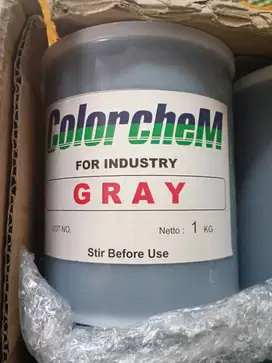 ColorcheM
FOR INDUSTRY
GRAY
LOT NO. Netto : 1 KG
Stir Before Use